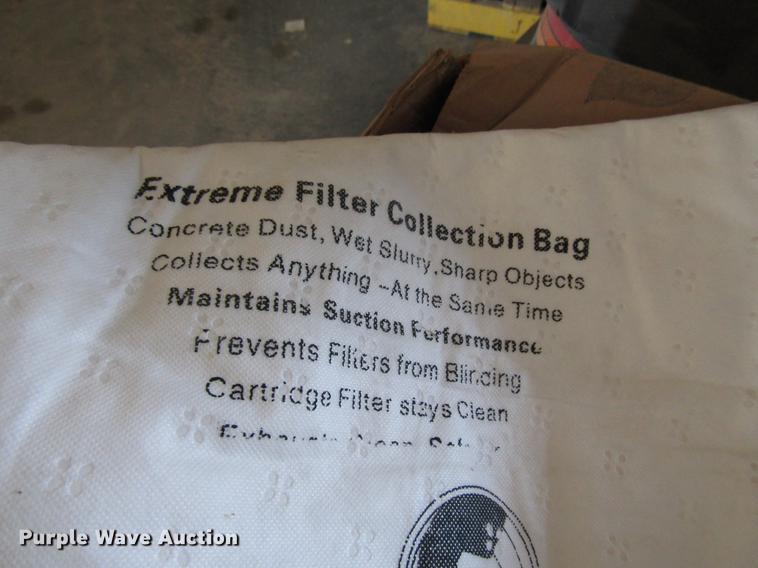 Extreme Filter Collection Bag
Concrete Dust, Wet Slurry, Sharp Objects
Collects Anything - At the Same Time
Maintains Suction Performance
Prevents Filters from Blinding
Cartridge Filter stays Clean
Purple Wave Auction